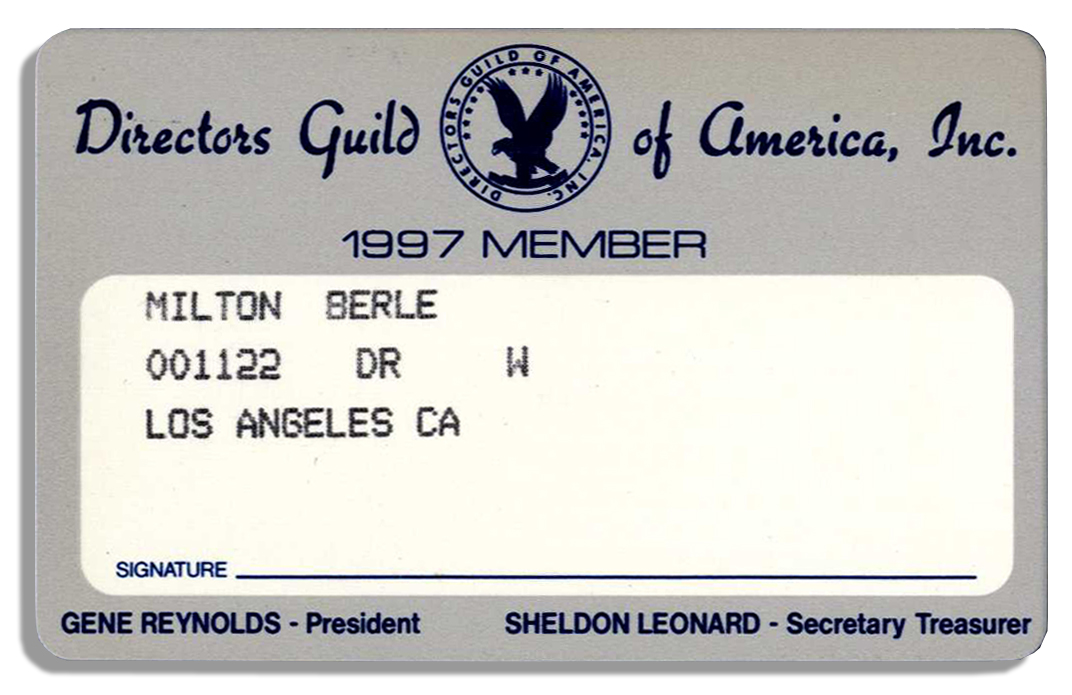 Directors Guild of America, Inc.
DIRECTORS GUILD OF AMERICA, INC.
1997 MEMBER
MILTON BERLE
001122 DR W
LOS ANGELES CA
SIGNATURE
GENE REYNOLDS - President SHELDON LEONARD - Secretary Treasurer